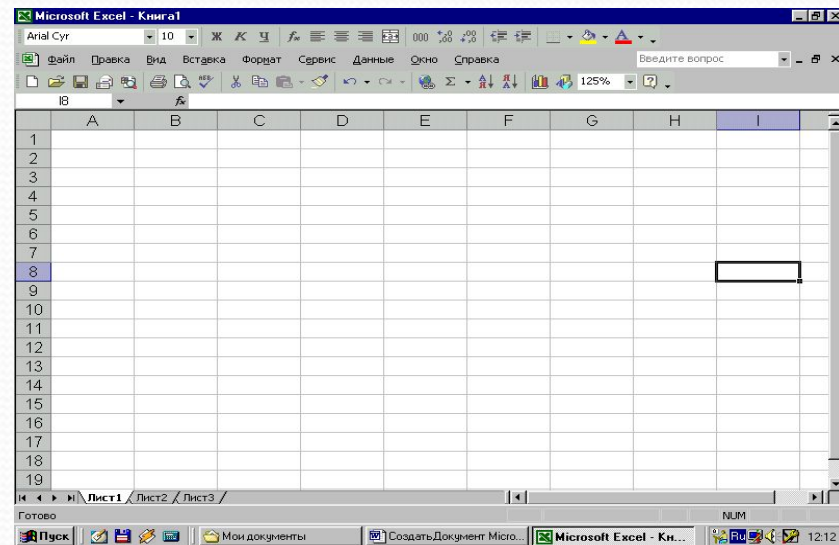 Microsoft Excel - Книга1
Arial Cyr 10 Ж К Ч 000
Файл Правка Вид Вставка Формат Сервис Данные Окно Справка Введите вопрос
Σ 125%
I8 fx
A B C D E F G H I
1
2
3
4
5
6
7
8
9
10
11
12
13
14
15
16
17
18
19
Лист1 Лист2 Лист3
Готово NUM
Пуск Мои документы СоздатьДокумент Micro... Microsoft Excel - Кн... Ru 12:12